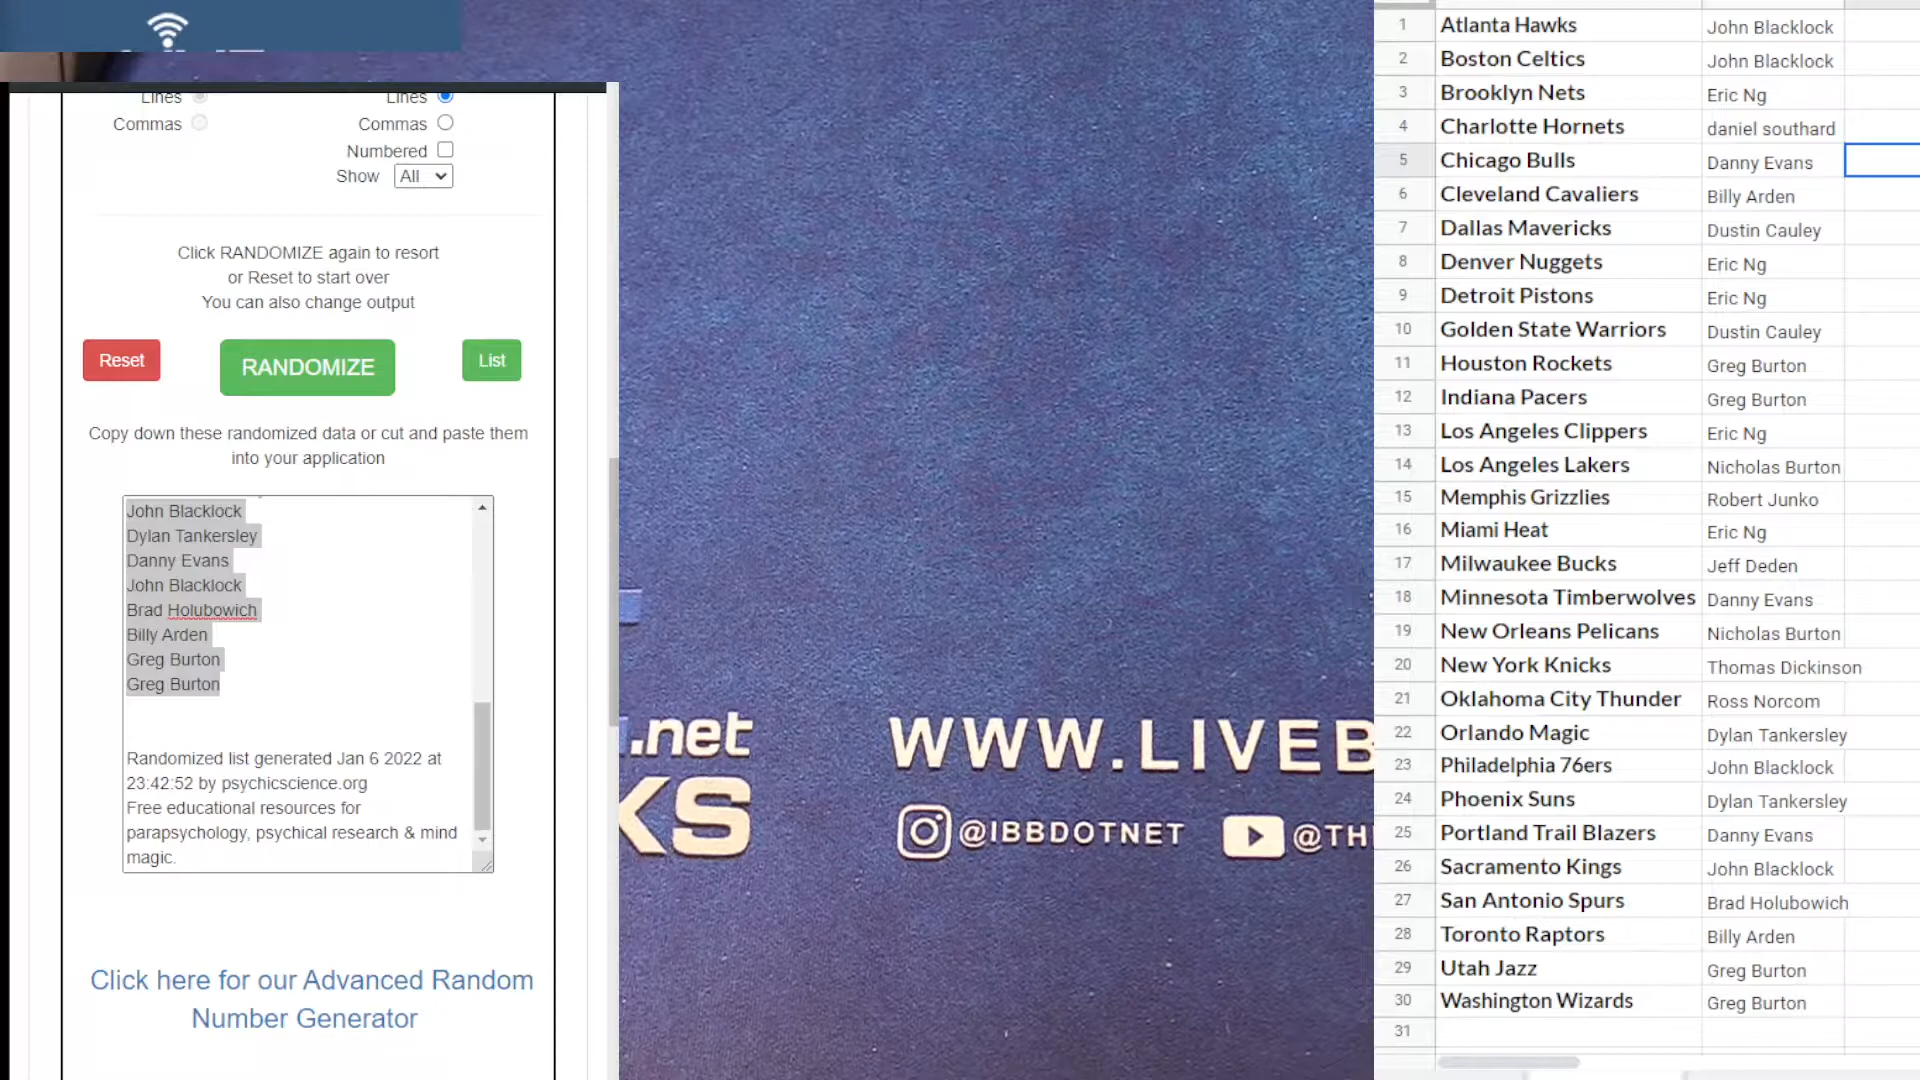 Lines
Lines
Commas
Commas
Numbered
Show All
Click RANDOMIZE again to resort
or Reset to start over
You can also change output
Reset
RANDOMIZE
List
Copy down these randomized data or cut and paste them
into your application
John Blacklock
Dylan Tankersley
Danny Evans
John Blacklock
Brad Holubowich
Billy Arden
Greg Burton
Greg Burton
Randomized list generated Jan 6 2022 at
23:42:52 by psychicscience.org
Free educational resources for
parapsychology, psychical research & mind
magic.
Click here for our Advanced Random
Number Generator
.net
KS
WWW.LIVEB
@IBBDOTNET
@TH
1 Atlanta Hawks John Blacklock
2 Boston Celtics John Blacklock
3 Brooklyn Nets Eric Ng
4 Charlotte Hornets daniel southard
5 Chicago Bulls Danny Evans
6 Cleveland Cavaliers Billy Arden
7 Dallas Mavericks Dustin Cauley
8 Denver Nuggets Eric Ng
9 Detroit Pistons Eric Ng
10 Golden State Warriors Dustin Cauley
11 Houston Rockets Greg Burton
12 Indiana Pacers Greg Burton
13 Los Angeles Clippers Eric Ng
14 Los Angeles Lakers Nicholas Burton
15 Memphis Grizzlies Robert Junko
16 Miami Heat Eric Ng
17 Milwaukee Bucks Jeff Deden
18 Minnesota Timberwolves Danny Evans
19 New Orleans Pelicans Nicholas Burton
20 New York Knicks Thomas Dickinson
21 Oklahoma City Thunder Ross Norcom
22 Orlando Magic Dylan Tankersley
23 Philadelphia 76ers John Blacklock
24 Phoenix Suns Dylan Tankersley
25 Portland Trail Blazers Danny Evans
26 Sacramento Kings John Blacklock
27 San Antonio Spurs Brad Holubowich
28 Toronto Raptors Billy Arden
29 Utah Jazz Greg Burton
30 Washington Wizards Greg Burton
31